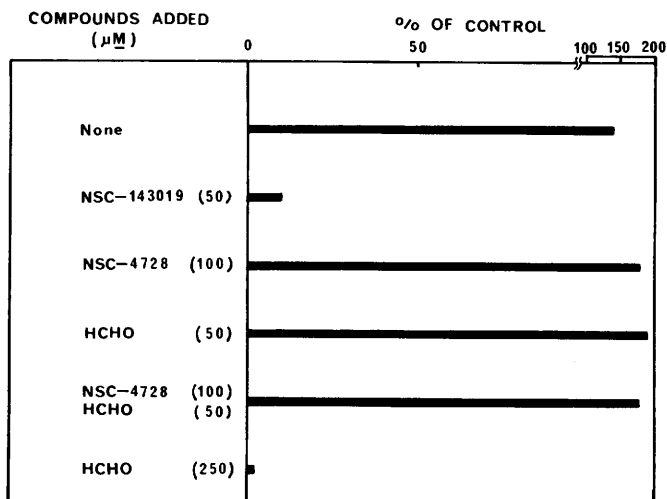 COMPOUNDS ADDED
(μM)
% OF CONTROL
0 50 100 150 200
None
NSC-143019 (50)
NSC-4728 (100)
HCHO (50)
NSC-4728 (100)
HCHO (50)
HCHO (250)